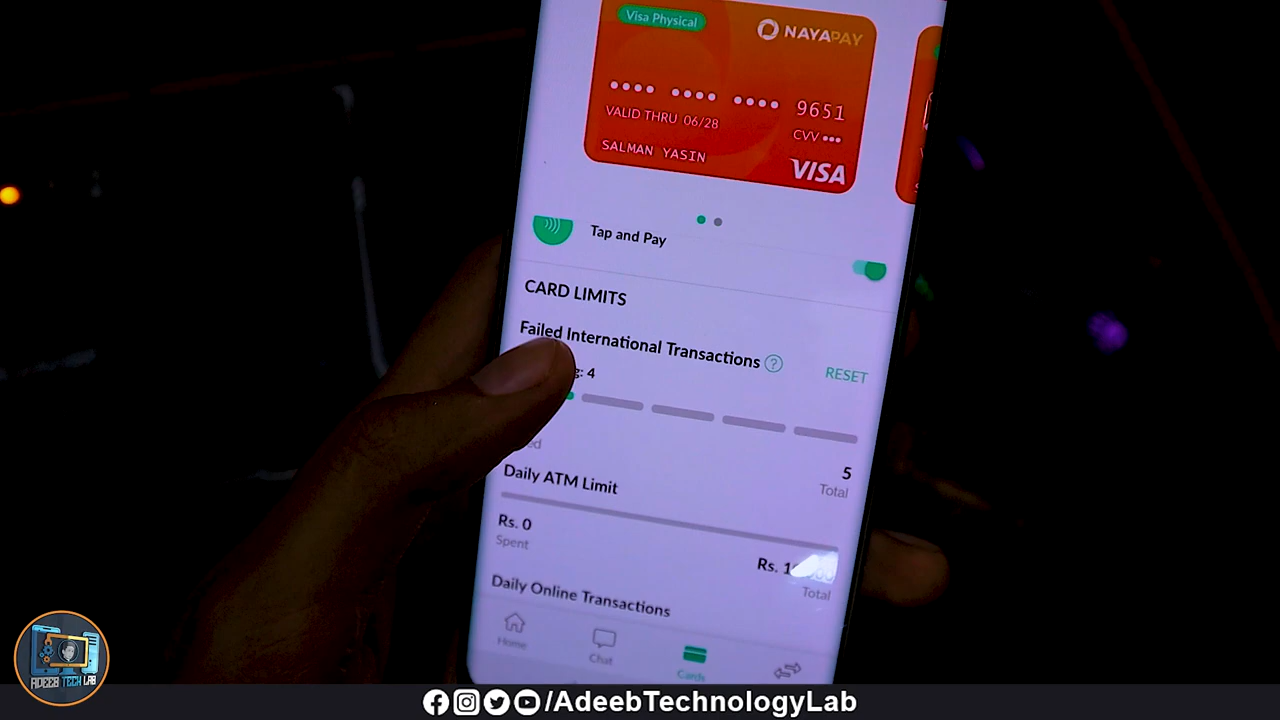 Visa Physical
NAYAPAY
•••• •••• •••• 9651
VALID THRU 06/28
CVV •••
SALMAN YASIN
VISA
Tap and Pay
CARD LIMITS
Failed International Transactions ?
RESET
: 4
5
Total
Daily ATM Limit
Rs. 0
Spent
Rs.
Total
Daily Online Transactions
Home
Chat
Cards
ADEEB TECH LAB
/AdeebTechnologyLab